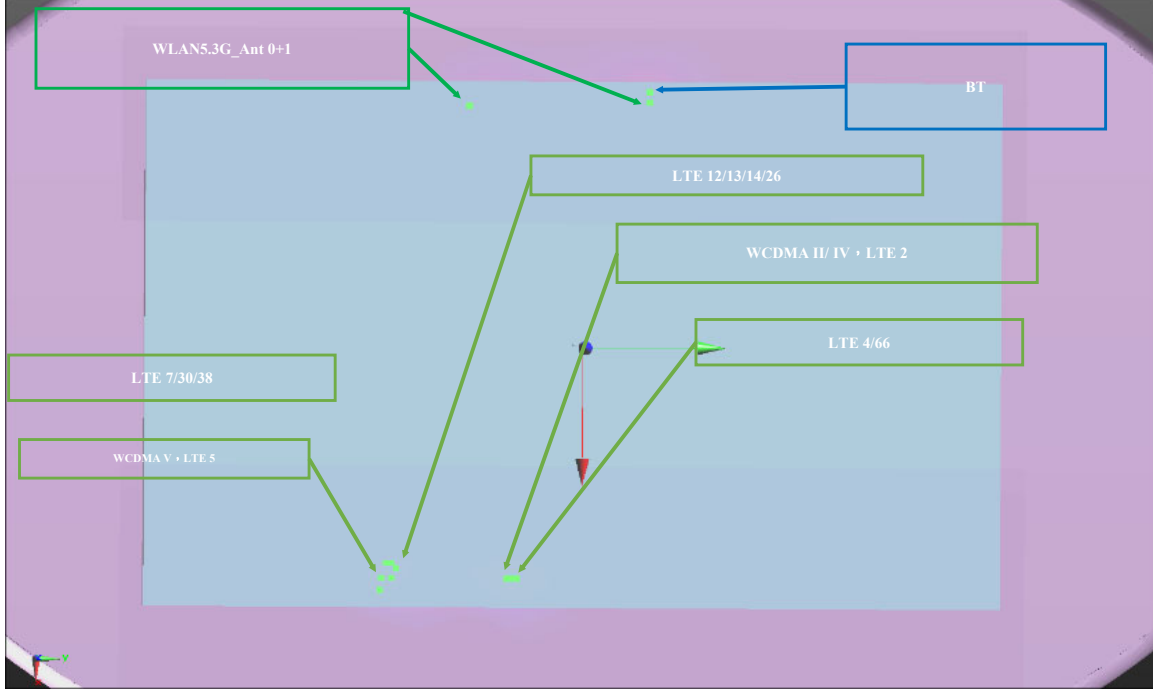 WLAN5.3G_Ant 0+1
BT
LTE 12/13/14/26
WCDMA II/ IV，LTE 2
LTE 4/66
LTE 7/30/38
WCDMA V，LTE 5
Y